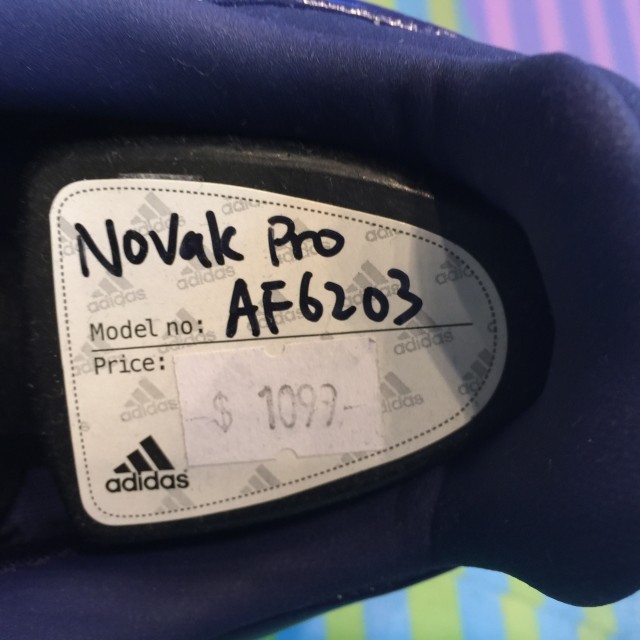 Novak Pro
Model no: AF6203
Price: $ 1099.-
adidas